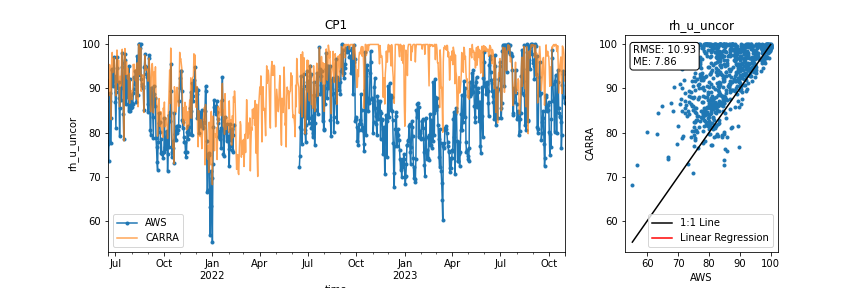 CP1
rh_u_uncor
100
90
80
70
60
rh_u_uncor
AWS
CARRA
Jul
Oct
Jan
2022
Apr
Jul
Oct
Jan
2023
Apr
Jul
Oct
time
rh_u_uncor
RMSE: 10.93
ME: 7.86
100
90
80
70
60
CARRA
1:1 Line
Linear Regression
60
70
80
90
100
AWS